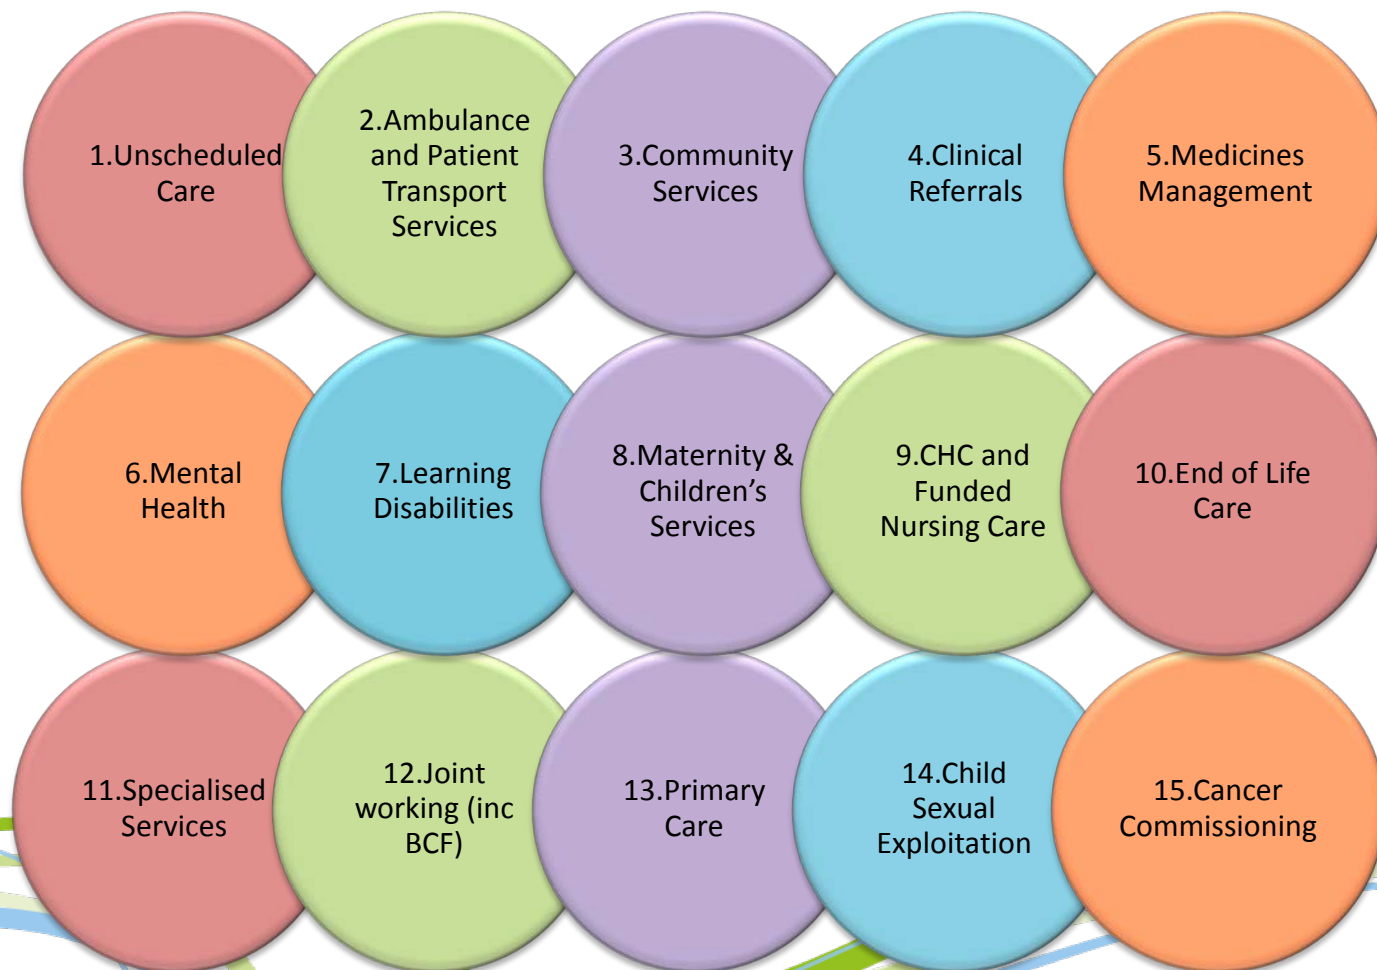 1.Unscheduled
Care
2.Ambulance
and Patient
Transport
Services
3.Community
Services
4.Clinical
Referrals
5.Medicines
Management
6.Mental
Health
7.Learning
Disabilities
8.Maternity &
Children’s
Services
9.CHC and
Funded
Nursing Care
10.End of Life
Care
11.Specialised
Services
12.Joint
working (inc
BCF)
13.Primary
Care
14.Child
Sexual
Exploitation
15.Cancer
Commissioning